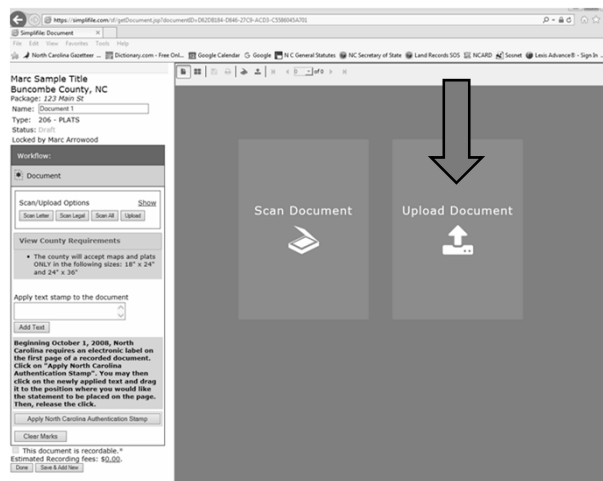 https://simplifile.com/sf/getDocument.jsp?documentID=D62D8184-D846-27C9-ACD3-C5586045A701
Simplifile: Document
File Edit View Favorites Tools Help
North Carolina Gazetteer ... Dictionary.com - Free Onl... Google Calendar Google N C General Statutes NC Secretary of State Land Records SOS NCARD Sosnet Lexis Advance® - Sign In ...
0 of 0
Marc Sample Title
Buncombe County, NC
Package: 123 Main St
Name: Document 1
Type: 206 - PLATS
Status: Draft
Locked by Marc Arrowood
Workflow:
Document
Scan/Upload Options Show
Scan Letter Scan Legal Scan All Upload
View County Requirements
• The county will accept maps and plats
ONLY in the following sizes: 18" x 24"
and 24" x 36"
Apply text stamp to the document
Add Text
Beginning October 1, 2008, North
Carolina requires an electronic label on
the first page of a recorded document.
Click on "Apply North Carolina
Authentication Stamp". You may then
click on the newly applied text and drag
it to the position where you would like
the statement to be placed on the page.
Then, release the click.
Apply North Carolina Authentication Stamp
Clear Marks
This document is recordable.*
Estimated Recording fees: $0.00.
Done Save & Add New
Scan Document
Upload Document